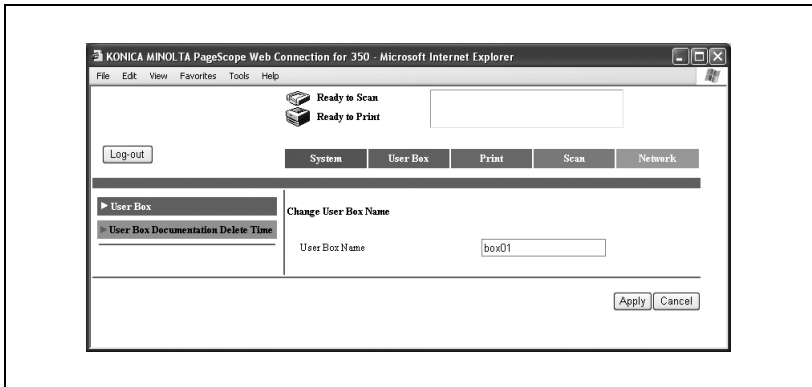 KONICA MINOLTA PageScope Web Connection for 350 - Microsoft Internet Explorer
File Edit View Favorites Tools Help
Ready to Scan
Ready to Print
Log-out
System User Box Print Scan Network
User Box
User Box Documentation Delete Time
Change User Box Name
User Box Name box01
Apply Cancel